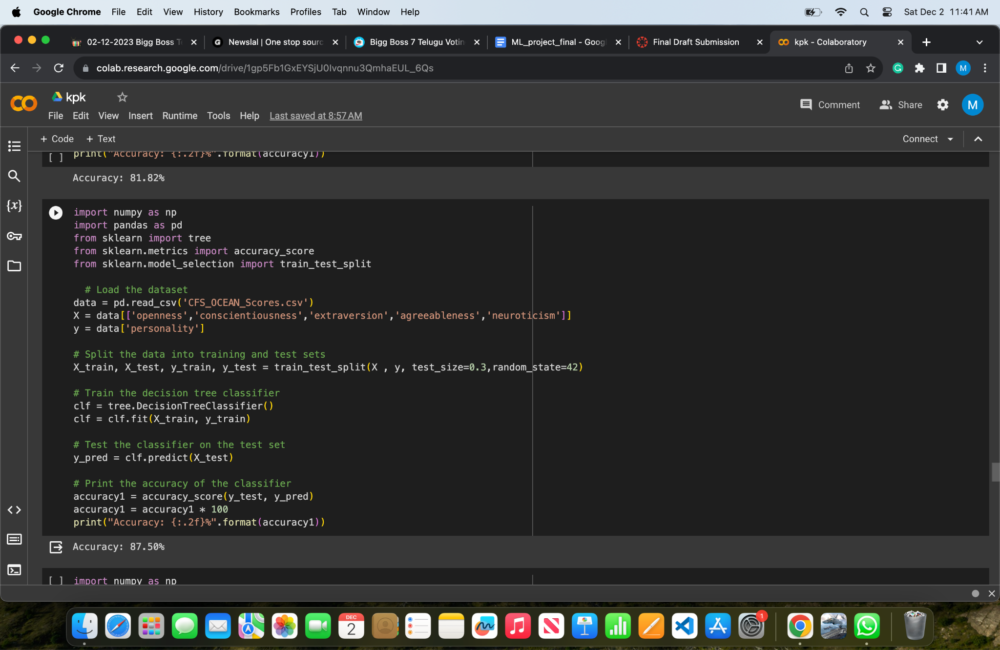 Google Chrome File Edit View History Bookmarks Profiles Tab Window Help Sat Dec 2 11:41 AM
02-12-2023 Bigg Boss T Newslal | One stop sourc Bigg Boss 7 Telugu Votin ML_project_final - Goog Final Draft Submission kpk - Colaboratory
colab.research.google.com/drive/1gp5Fb1GxEYSjU0lvqnnu3QmhaEUL_6Qs M
kpk
Comment Share M
File Edit View Insert Runtime Tools Help Last saved at 8:57 AM
+ Code + Text Connect
[ ] print("Accuracy: {:.2f}%".format(accuracy1))
Accuracy: 81.82%
import numpy as np
import pandas as pd
from sklearn import tree
from sklearn.metrics import accuracy_score
from sklearn.model_selection import train_test_split
# Load the dataset
data = pd.read_csv('CFS_OCEAN_Scores.csv')
X = data[['openness','conscientiousness','extraversion','agreeableness','neuroticism']]
y = data['personality']
# Split the data into training and test sets
X_train, X_test, y_train, y_test = train_test_split(X , y, test_size=0.3,random_state=42)
# Train the decision tree classifier
clf = tree.DecisionTreeClassifier()
clf = clf.fit(X_train, y_train)
# Test the classifier on the test set
y_pred = clf.predict(X_test)
# Print the accuracy of the classifier
accuracy1 = accuracy_score(y_test, y_pred)
accuracy1 = accuracy1 * 100
print("Accuracy: {:.2f}%".format(accuracy1))
Accuracy: 87.50%
[ ] import numpy as np
DEC
2
1